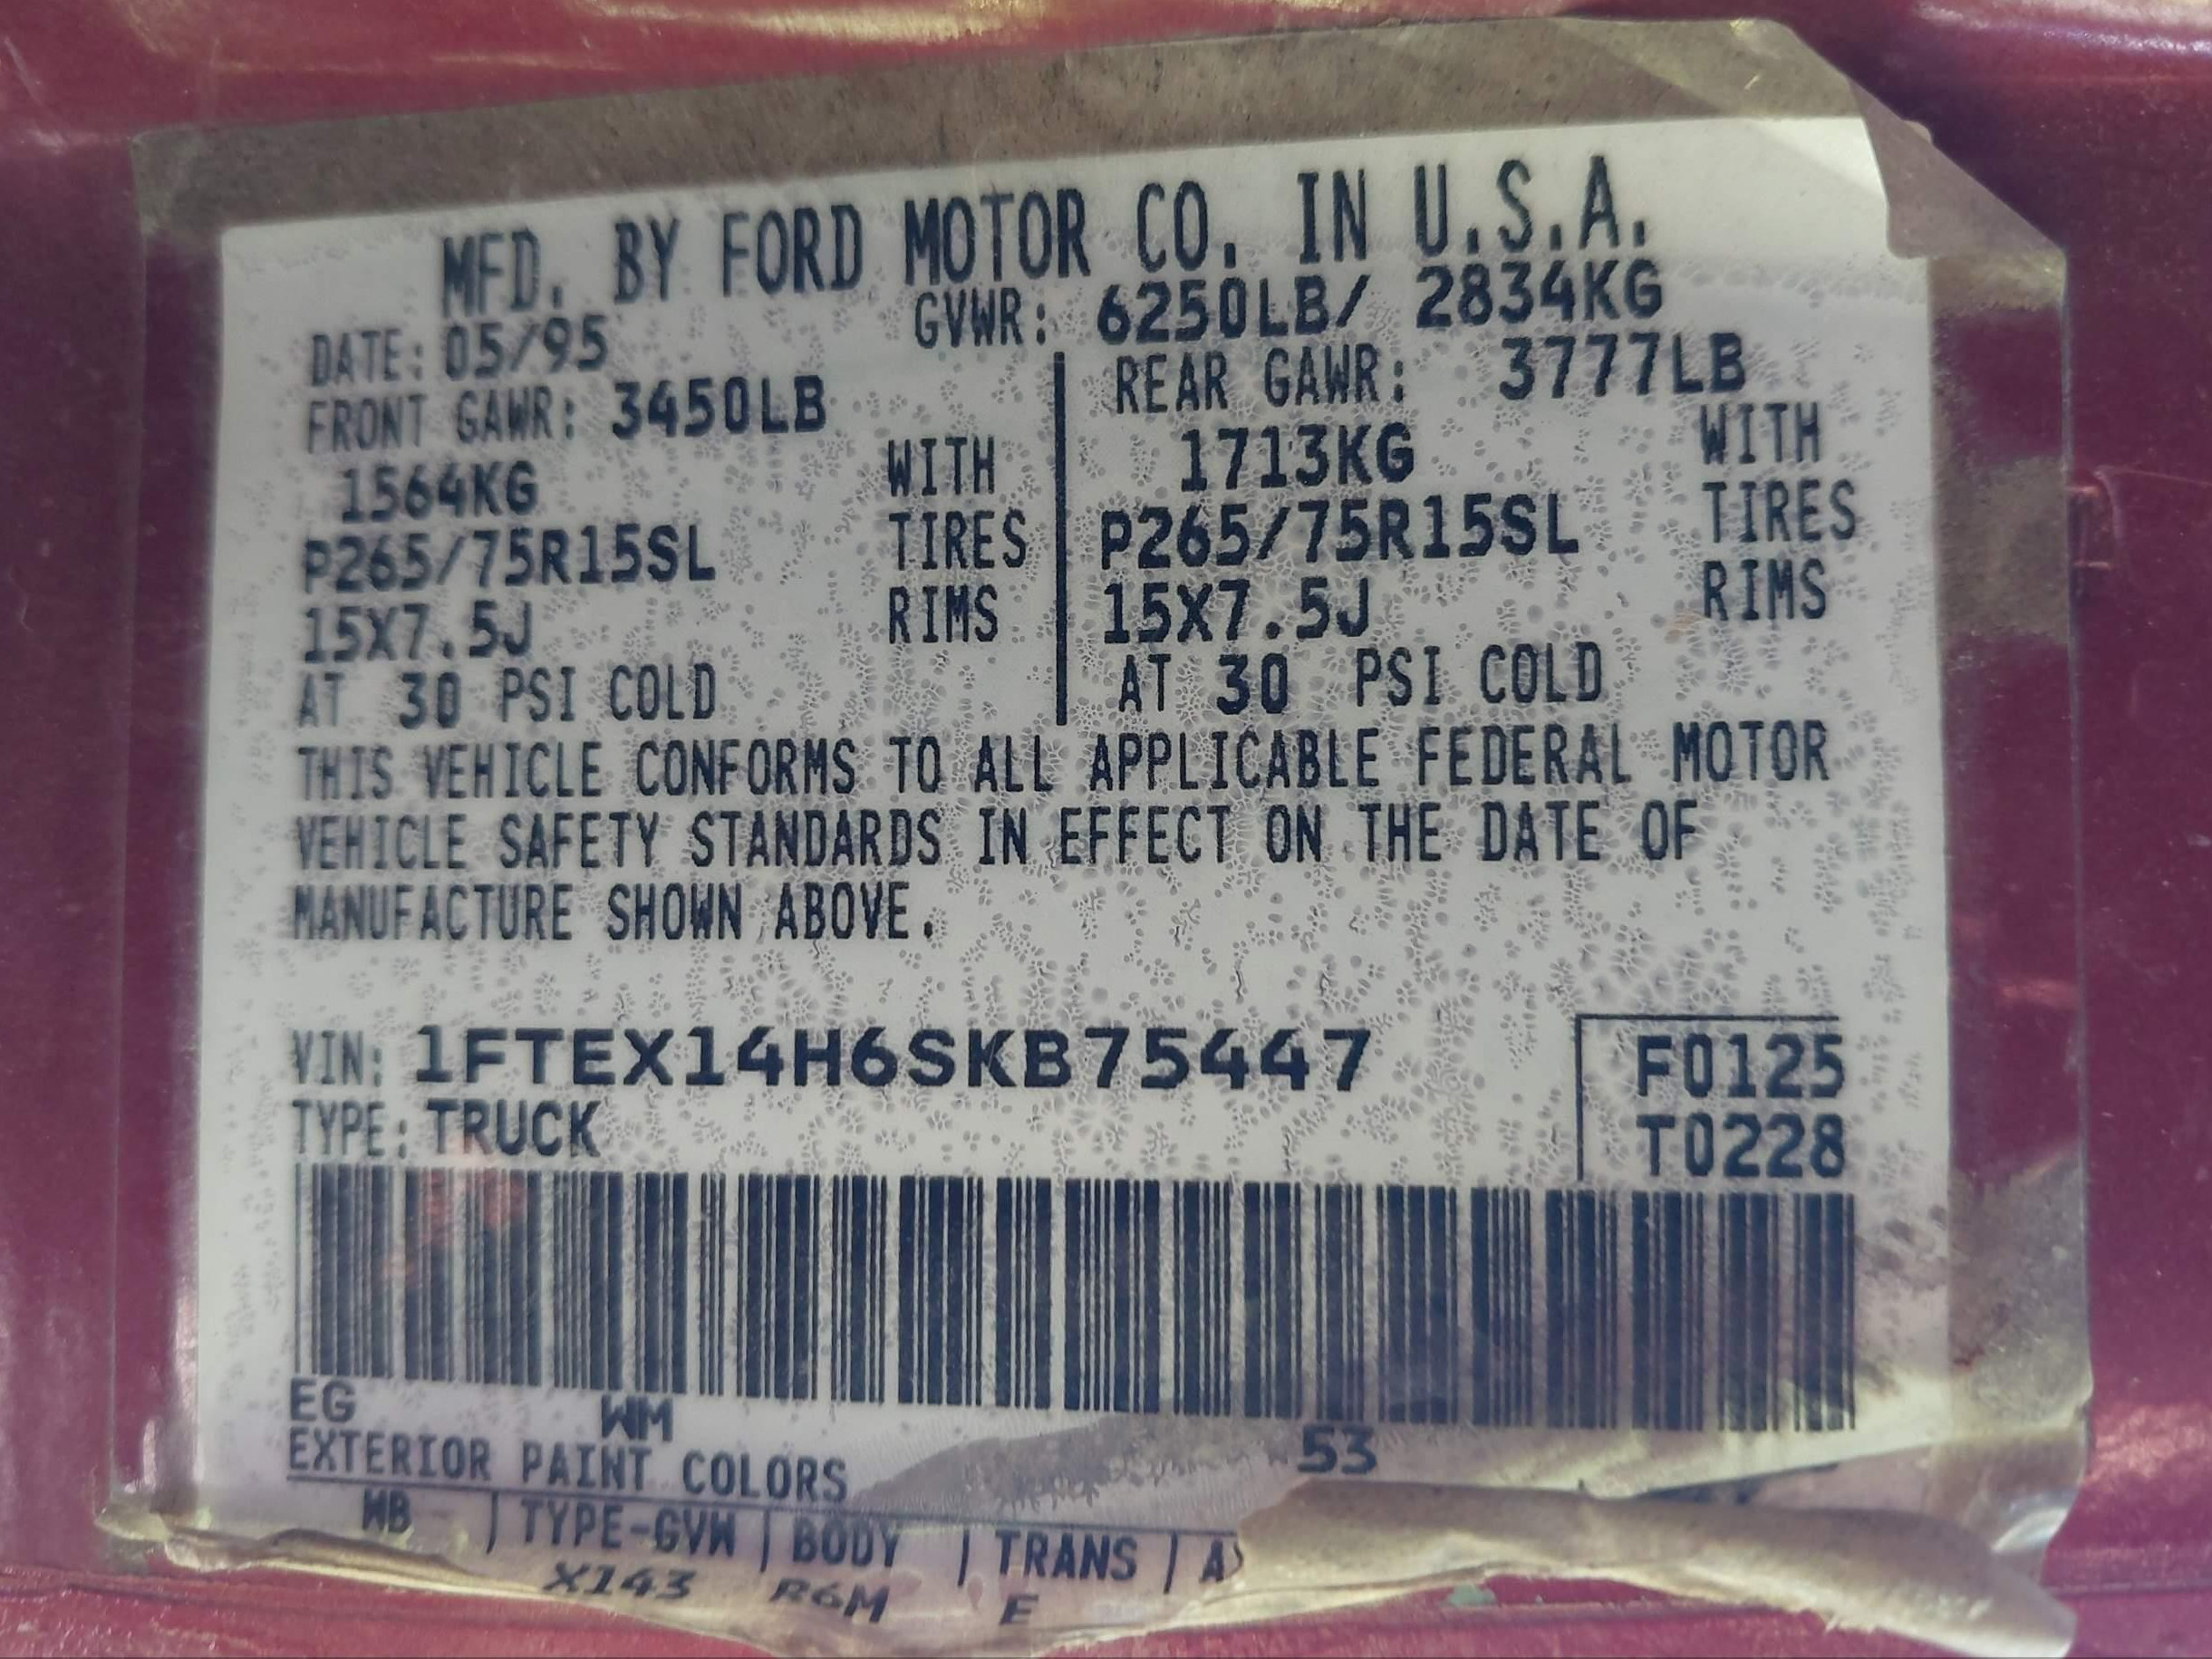 MFD. BY FORD MOTOR CO. IN U.S.A.
DATE: 05/95 GVWR: 6250LB/ 2834KG
FRONT GAWR: 3450LB REAR GAWR: 3777LB
1564KG WITH 1713KG WITH
P265/75R15SL TIRES P265/75R15SL TIRES
15X7.5J RIMS 15X7.5J RIMS
AT 30 PSI COLD AT 30 PSI COLD
THIS VEHICLE CONFORMS TO ALL APPLICABLE FEDERAL MOTOR
VEHICLE SAFETY STANDARDS IN EFFECT ON THE DATE OF
MANUFACTURE SHOWN ABOVE.
VIN: 1FTEX14H6SKB75447 F0125
TYPE: TRUCK T0228
EG WM 53
EXTERIOR PAINT COLORS
WB | TYPE-GVW | BODY | TRANS |
X143 R6M E